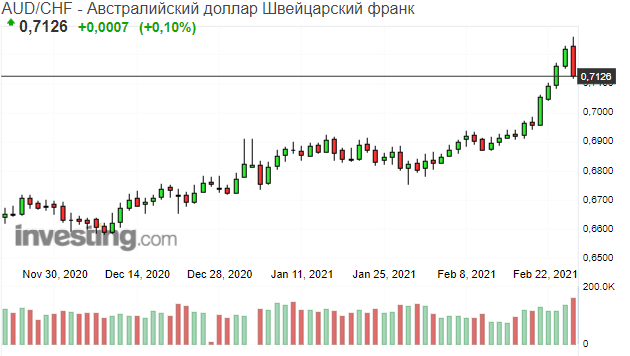 AUD/CHF - Австралийский доллар Швейцарский франк
0,7126 +0,0007 (+0,10%)
0,7126
0,7000
0,6900
0,6800
0,6700
0,6600
0,6500
investing.com
Nov 30, 2020 Dec 14, 2020 Dec 28, 2020 Jan 11, 2021 Jan 25, 2021 Feb 8, 2021 Feb 22, 2021
200.0K
0